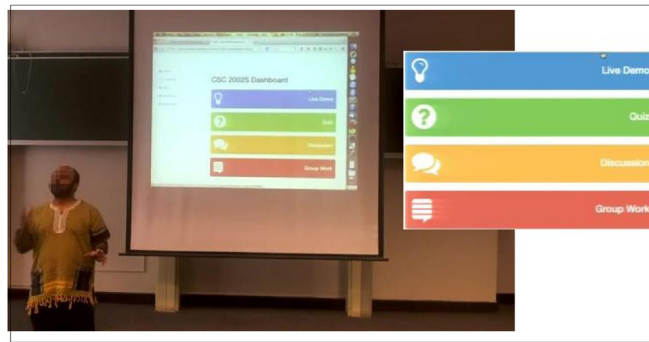 CSC 2002S Dashboard
Live Demo
Quiz
Discussion
Group Work
Live Demo
Quiz
Discussion
Group Work